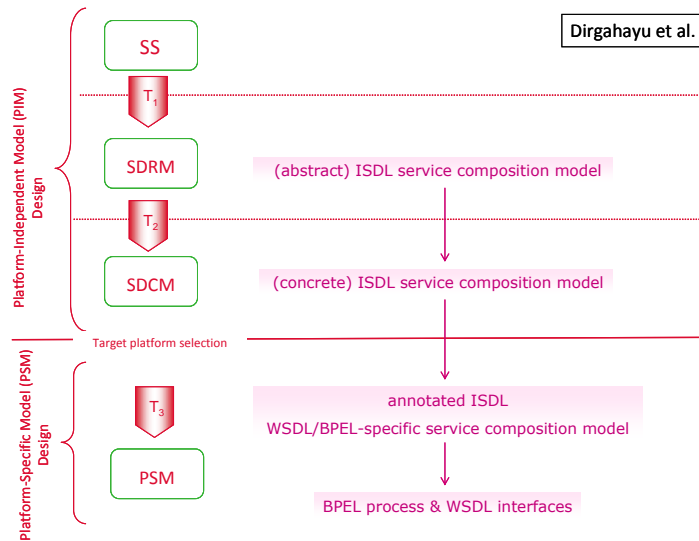 Dirgahayu et al.
SS
T1
SDRM
(abstract) ISDL service composition model
T2
SDCM
(concrete) ISDL service composition model
Platform-Independent Model (PIM)
Design
Target platform selection
T3
annotated ISDL
WSDL/BPEL-specific service composition model
PSM
BPEL process & WSDL interfaces
Platform-Specific Model (PSM)
Design